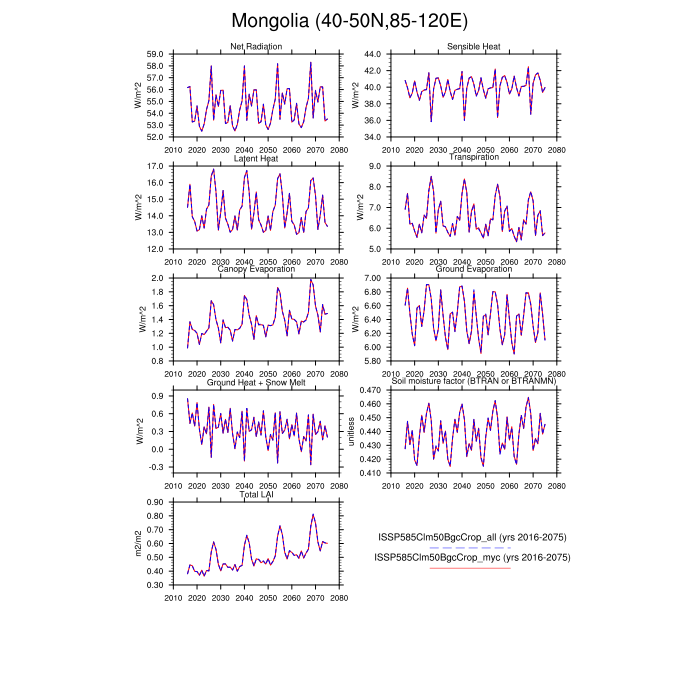 Mongolia (40-50N,85-120E)
Net Radiation
Sensible Heat
59.0
58.0
57.0
56.0
55.0
54.0
53.0
52.0
W/m^2
2010 2020 2030 2040 2050 2060 2070 2080
44.0
42.0
40.0
38.0
36.0
34.0
W/m^2
2010 2020 2030 2040 2050 2060 2070 2080
Latent Heat
Transpiration
17.0
16.0
15.0
14.0
13.0
12.0
W/m^2
2010 2020 2030 2040 2050 2060 2070 2080
9.0
8.0
7.0
6.0
5.0
W/m^2
2010 2020 2030 2040 2050 2060 2070 2080
Canopy Evaporation
Ground Evaporation
2.0
1.8
1.6
1.4
1.2
1.0
0.8
W/m^2
2010 2020 2030 2040 2050 2060 2070 2080
7.00
6.80
6.60
6.40
6.20
6.00
5.80
W/m^2
2010 2020 2030 2040 2050 2060 2070 2080
Ground Heat + Snow Melt
Soil moisture factor (BTRAN or BTRANMN)
0.9
0.6
0.3
0.0
-0.3
W/m^2
2010 2020 2030 2040 2050 2060 2070 2080
0.470
0.460
0.450
0.440
0.430
0.420
0.410
unitless
2010 2020 2030 2040 2050 2060 2070 2080
Total LAI
0.90
0.80
0.70
0.60
0.50
0.40
0.30
m2/m2
2010 2020 2030 2040 2050 2060 2070 2080
ISSP585Clm50BgcCrop_all (yrs 2016-2075)
ISSP585Clm50BgcCrop_myc (yrs 2016-2075)